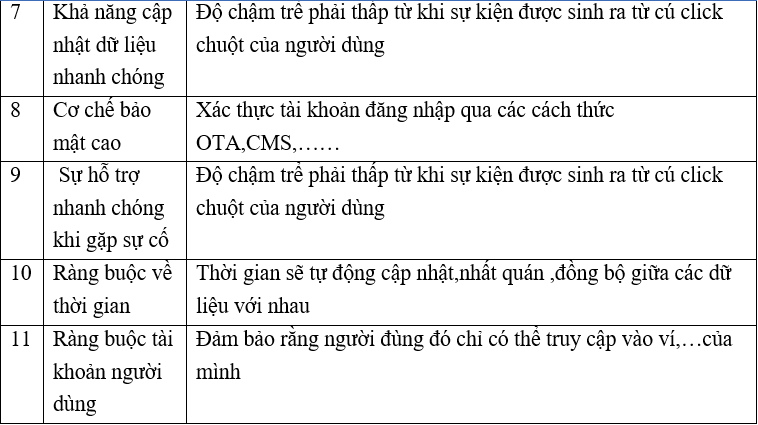 7 Khả năng cập Độ chậm trể phải thấp từ khi sự kiện được sinh ra từ cú click
nhật dữ liệu chuột của người dùng
nhanh chóng
8 Cơ chế bảo Xác thực tài khoản đăng nhập qua các cách thức
mật cao OTA,CMS,……
9 Sự hỗ trợ Độ chậm trể phải thấp từ khi sự kiện được sinh ra từ cú click
nhanh chóng chuột của người dùng
khi gặp sự cố
10 Ràng buộc về Thời gian sẽ tự động cập nhật,nhất quán ,đồng bộ giữa các dữ
thời gian liệu với nhau
11 Ràng buộc tài Đảm bảo rằng người đùng đó chỉ có thể truy cập vào ví,…của
khoản người mình
dùng